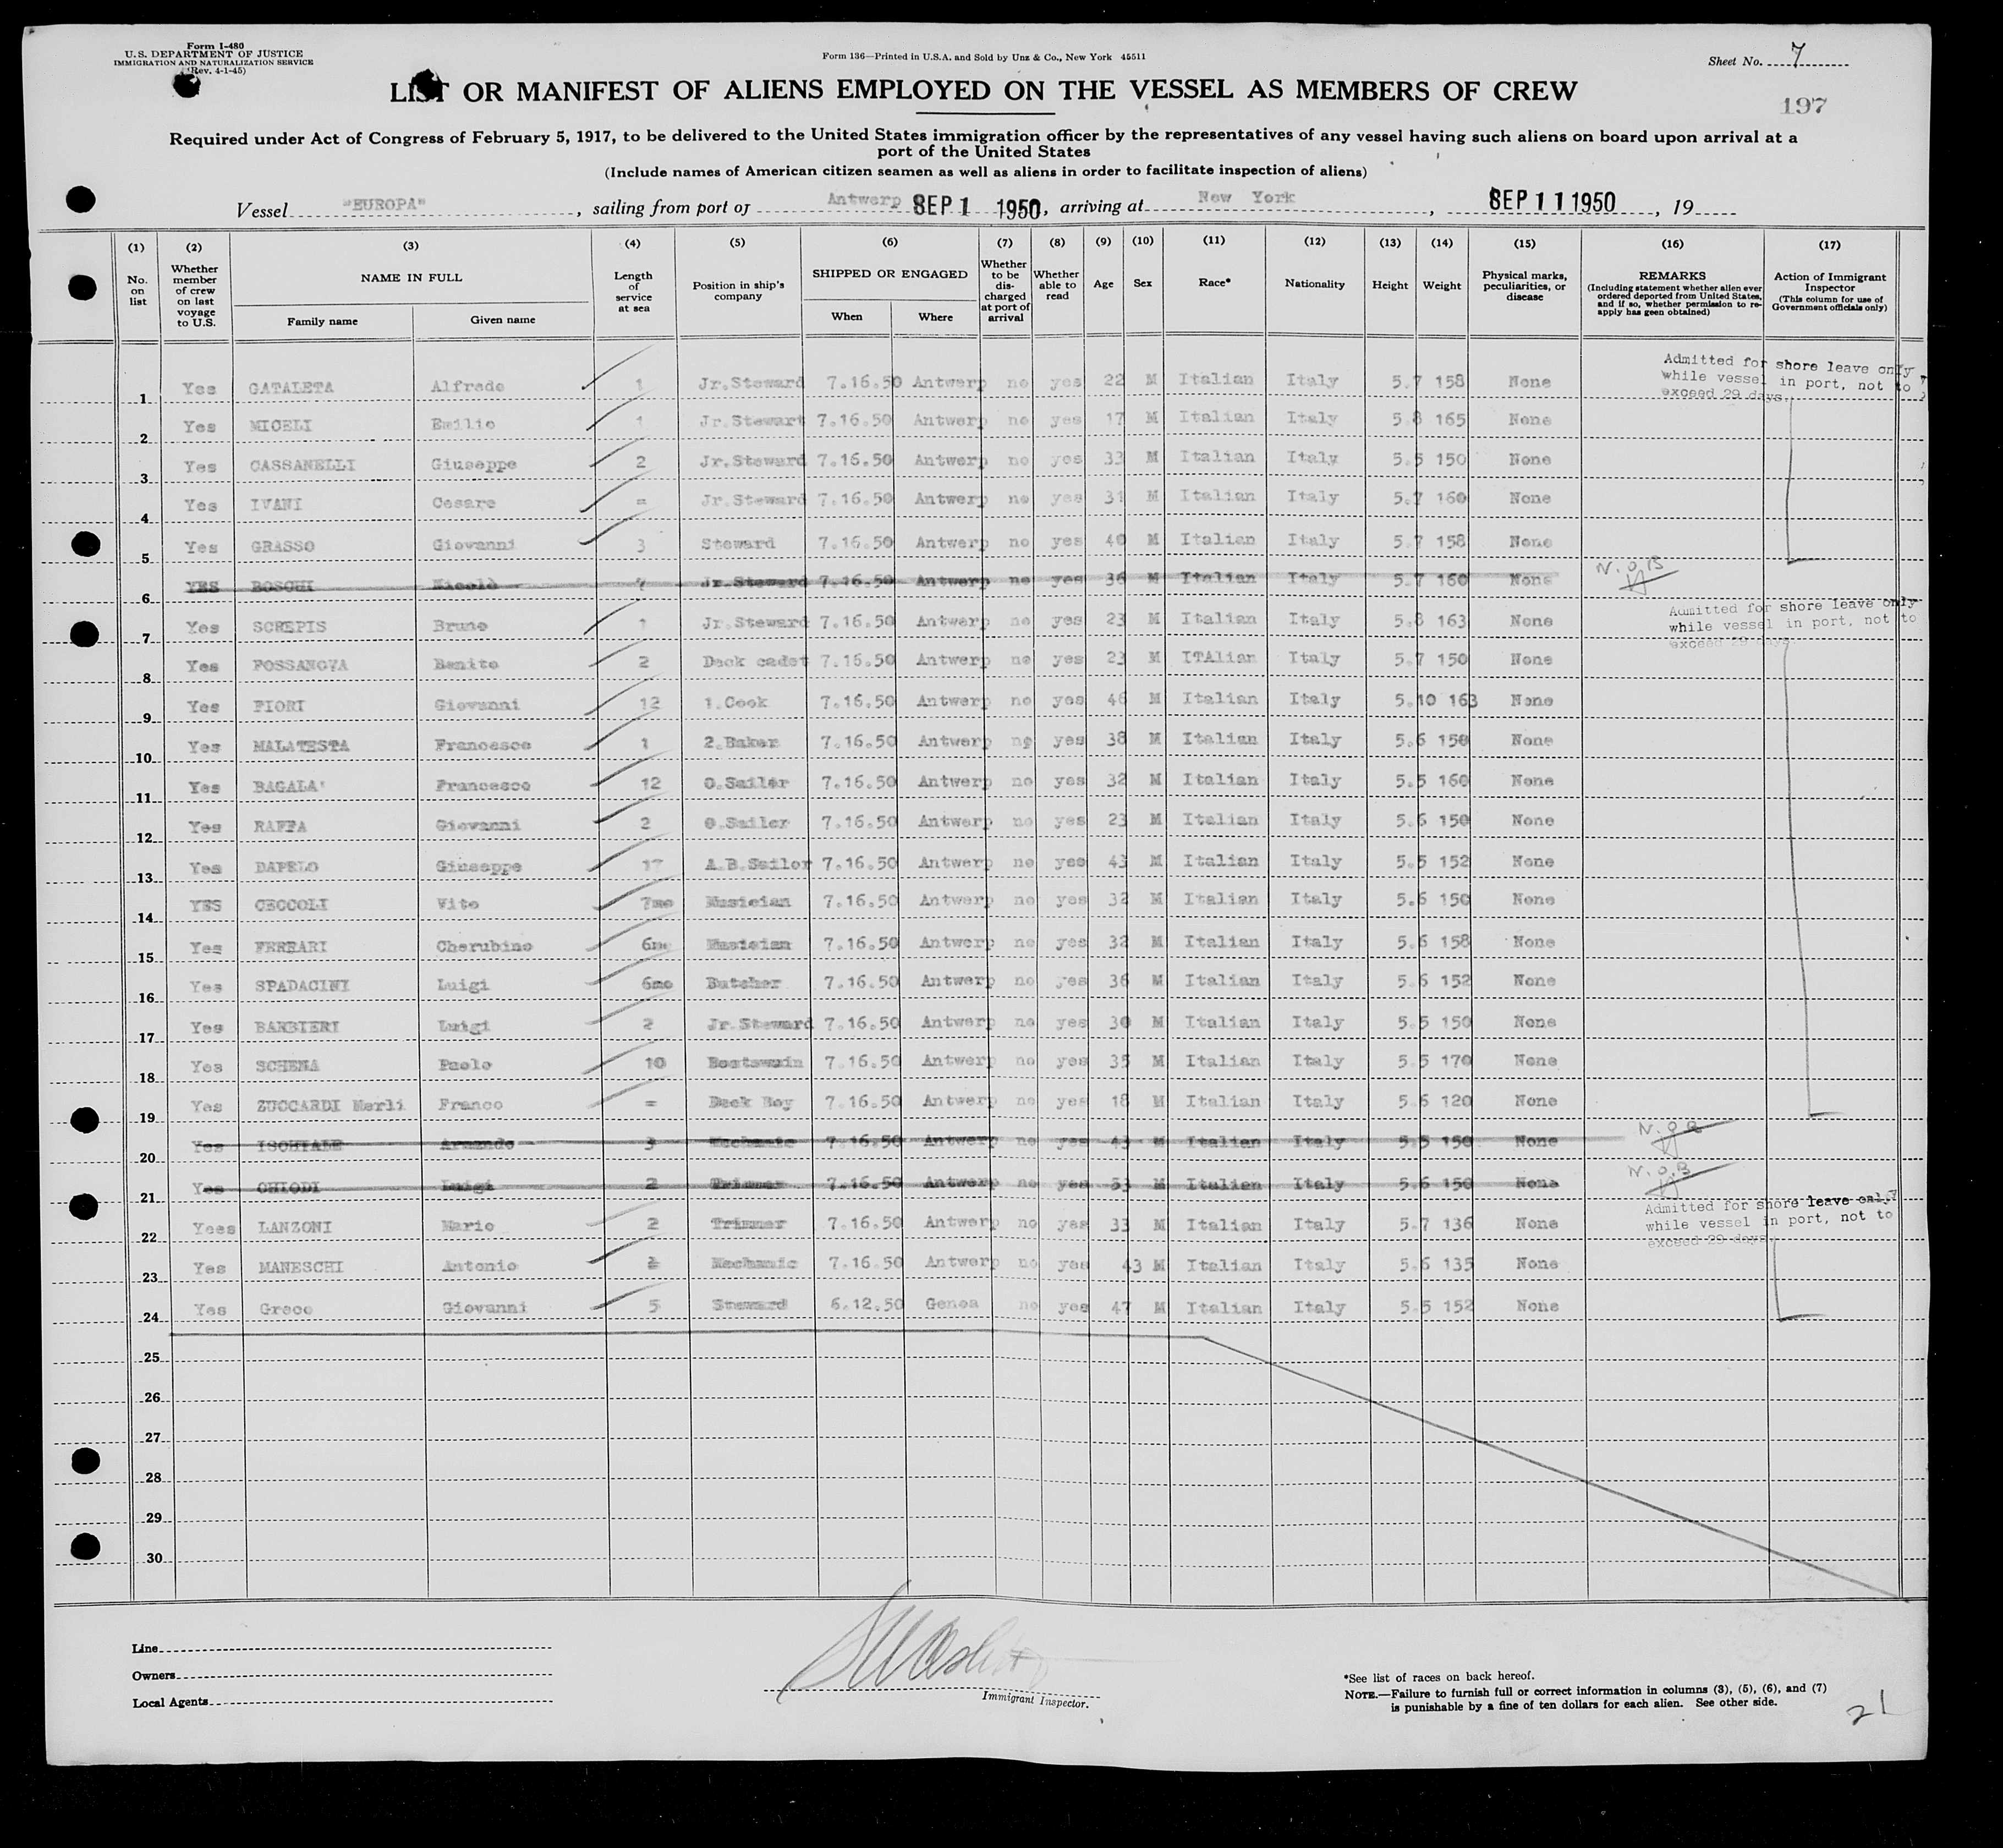 Form I-480
U. S. DEPARTMENT OF JUSTICE
IMMIGRATION AND NATURALIZATION SERVICE
(Rev. 4-1-45)
Form 136—Printed in U.S.A. and Sold by Unz & Co., New York 45511
Sheet No. 7
LIST OR MANIFEST OF ALIENS EMPLOYED ON THE VESSEL AS MEMBERS OF CREW
197
Required under Act of Congress of February 5, 1917, to be delivered to the United States immigration officer by the representatives of any vessel having such aliens on board upon arrival at a
port of the United States
(Include names of American citizen seamen as well as aliens in order to facilitate inspection of aliens)
Vessel "EUROPA", sailing from port of Antwerp SEP 1 1950, arriving at New York, SEP 11 1950, 19
(1) (2) (3) (4) (5) (6) (7) (8) (9) (10) (11) (12) (13) (14) (15) (16) (17)
No. on list
Whether member of crew on last voyage to U.S.
NAME IN FULL
Family name Given name
Length of service at sea
Position in ship's company
SHIPPED OR ENGAGED
When Where
Whether to be discharged at port of arrival
Whether able to read
Age Sex Race* Nationality Height Weight
Physical marks, peculiarities, or disease
REMARKS
(Including statement whether alien ever ordered deported from United States, and if so, whether permission to re-apply has geen obtained)
Action of Immigrant Inspector
(This column for use of Government officials only)
Admitted for shore leave only
while vessel in port, not to
exceed 29 days.
1 Yes GATALETA Alfredo 1 Jr.Steward 7.16.50 Antwerp no yes 22 M Italian Italy 5.7 158 None
2 Yes MICELI Emilio 1 Jr.Stewart 7.16.50 Antwerp no yes 17 M Italian Italy 5.8 165 None
3 Yes CASSANELLI Giuseppe 2 Jr.Steward 7.16.50 Antwerp no yes 33 M Italian Italy 5.5 150 None
4 Yes IVANI Cesare = Jr.Steward 7.16.50 Antwerp no yes 31 M Italian Italy 5.7 160 None
5 Yes GRASSO Giovanni 3 Steward 7.16.50 Antwerp no yes 40 M Italian Italy 5.7 158 None
6 YES BOSCHI Nicolò Jr.Steward 7.16.50 Antwerp no yes 36 M Italian Italy 5.7 160 None N.O.B
Admitted for shore leave only
while vessel in port, not to
exceed 29 days.
7 Yes SCREPIS Bruno 1 Jr.Steward 7.16.50 Antwerp no yes 23 M Italian Italy 5.8 163 None
8 Yes FOSSANOVA Benito 2 Deck cadet 7.16.50 Antwerp no yes 23 M ITAlian Italy 5.7 150 None
9 Yes FIORI Giovanni 12 1.Cook 7.16.50 Antwerp no yes 46 M Italian Italy 5.10 163 None
10 Yes MALATESTA Francesco 1 2.Baker 7.16.50 Antwerp no yes 38 M Italian Italy 5.6 150 None
11 Yes BAGALA' Francesco 12 O.Sailor 7.16.50 Antwerp no yes 32 M Italian Italy 5.5 160 None
12 Yes RAFFA Giovanni 2 O.Sailor 7.16.50 Antwerp no yes 23 M Italian Italy 5.6 150 None
13 Yes DAPELO Giuseppe 17 A.B.Sailor 7.16.50 Antwerp no yes 43 M Italian Italy 5.5 152 None
14 YES CECCOLI Vito 7mo Musician 7.16.50 Antwerp no yes 32 M Italian Italy 5.6 150 None
15 Yes FERRARI Cherubino 6mo Musician 7.16.50 Antwerp no yes 32 M Italian Italy 5.6 158 None
16 Yes SPADACINI Luigi 6mo Butcher 7.16.50 Antwerp no yes 36 M Italian Italy 5.6 152 None
17 Yes BARBIERI Luigi 2 Jr.Steward 7.16.50 Antwerp no yes 30 M Italian Italy 5.5 150 None
18 Yes SCHENA Paolo 10 Boatswain 7.16.50 Antwerp no yes 35 M Italian Italy 5.5 170 None
19 Yes ZUCCARDI Merli Franco = Deck Boy 7.16.50 Antwerp no yes 18 M Italian Italy 5.6 120 None
20 Yes ISCHIALE Armando 3 Mechanic 7.16.50 Antwerp no yes 43 M Italian Italy 5.5 150 None N.O.B
21 Yes CHIODI Luigi 2 Trimmer 7.16.50 Antwerp no yes 53 M Italian Italy 5.6 150 None N.O.B
Admitted for shore leave only
while vessel in port, not to
exceed 29 days.
22 Yees LANZONI Mario 2 Trimmer 7.16.50 Antwerp no yes 33 M Italian Italy 5.7 136 None
23 Yes MANESCHI Antonio 2 Mechanic 7.16.50 Antwerp no yes 43 M Italian Italy 5.6 135 None
24 Yes Greco Giovanni 5 Steward 6.12.50 Genoa no yes 47 M Italian Italy 5.5 152 None
25
26
27
28
29
30
Line
Owners
Local Agents
Immigrant Inspector.
*See list of races on back hereof.
NOTE.—Failure to furnish full or correct information in columns (3), (5), (6), and (7)
is punishable by a fine of ten dollars for each alien. See other side.
21